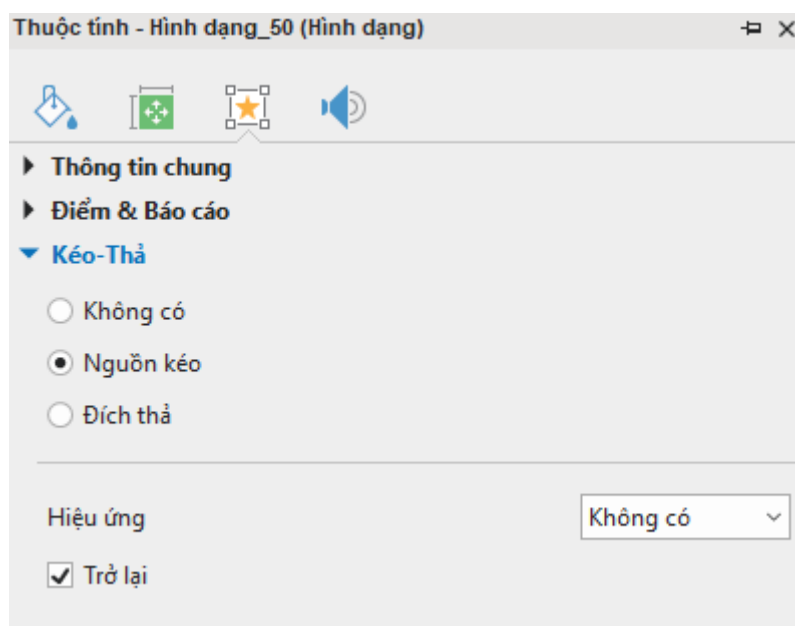 Thuộc tính - Hình dạng_50 (Hình dạng)
Thông tin chung
Điểm & Báo cáo
Kéo-Thả
Không có
Nguồn kéo
Đích thả
Hiệu ứng Không có
Trở lại